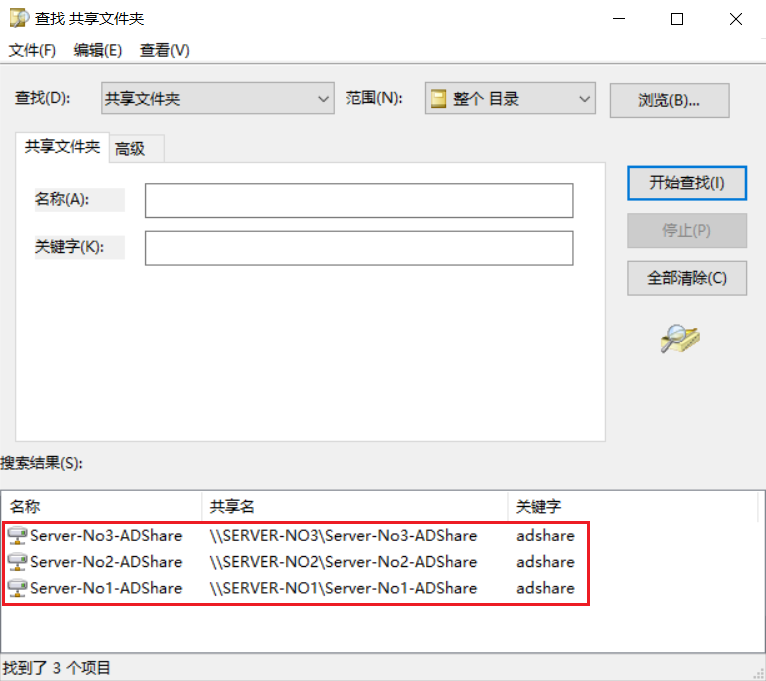 查找 共享文件夹
文件(F) 编辑(E) 查看(V)
查找(D): 共享文件夹 范围(N): 整个 目录 浏览(B)...
共享文件夹 高级
开始查找(I)
名称(A):
停止(P)
关键字(K):
全部清除(C)
搜索结果(S):
名称 共享名 关键字
Server-No3-ADShare \\SERVER-NO3\Server-No3-ADShare adshare
Server-No2-ADShare \\SERVER-NO2\Server-No2-ADShare adshare
Server-No1-ADShare \\SERVER-NO1\Server-No1-ADShare adshare
找到了 3 个项目